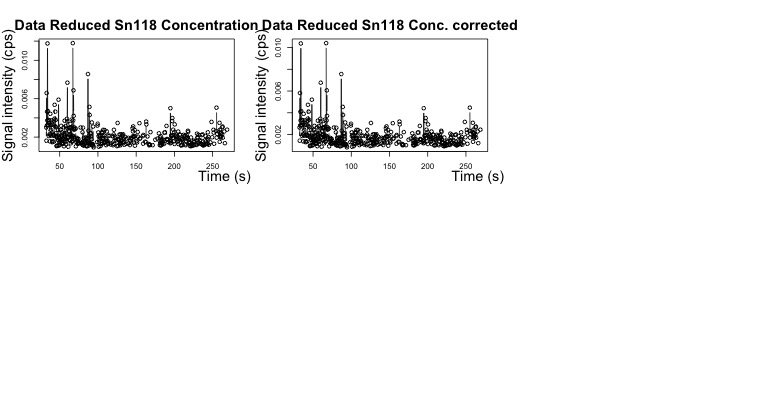 Data Reduced Sn118 Concentration
Signal intensity (cps)
0.002 0.006 0.010
50 100 150 200 250
Time (s)
Data Reduced Sn118 Conc. corrected
Signal intensity (cps)
0.002 0.006 0.010
50 100 150 200 250
Time (s)